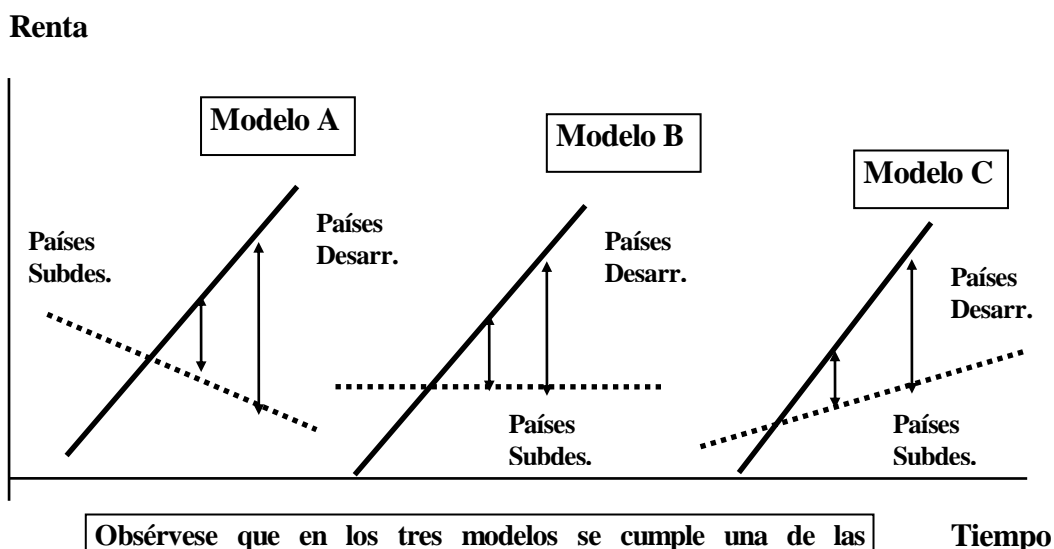 Renta
Modelo A
Modelo B
Modelo C
Países
Subdes.
Países
Desarr.
Países
Desarr.
Países
Desarr.
Países
Subdes.
Países
Subdes.
Obsérvese que en los tres modelos se cumple una de las
Tiempo